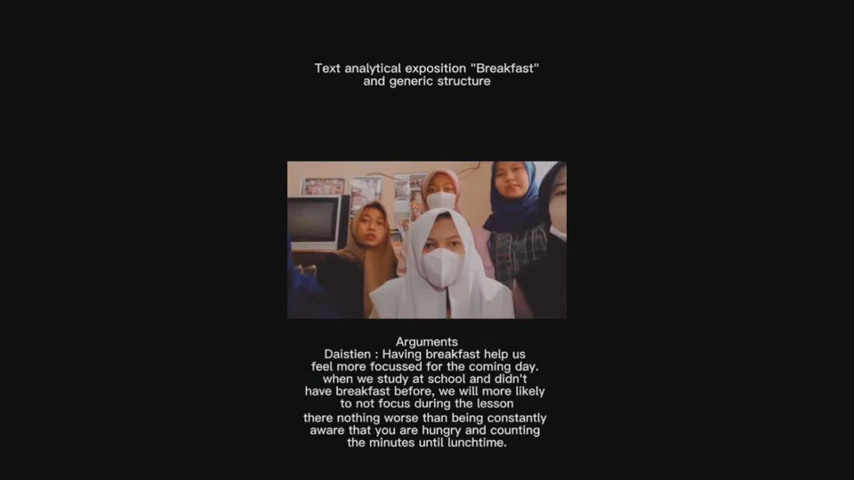 Text analytical exposition "Breakfast"
and generic structure
Arguments
Daistien : Having breakfast help us
feel more focussed for the coming day.
when we study at school and didn't
have breakfast before, we will more likely
to not focus during the lesson
there nothing worse than being constantly
aware that you are hungry and counting
the minutes until lunchtime.